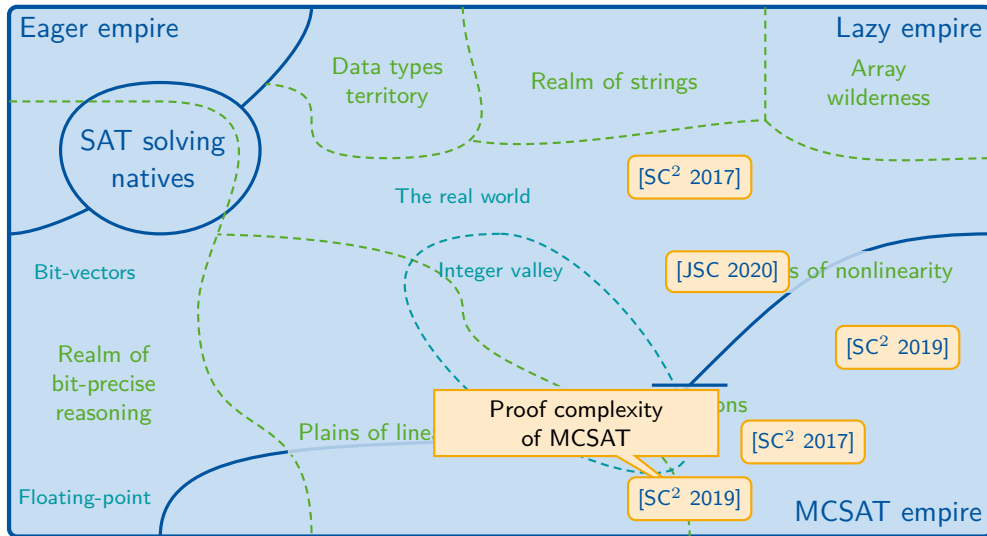 Eager empire
Lazy empire
Data types
territory
Realm of strings
Array
wilderness
SAT solving
natives
[SC² 2017]
The real world
Bit-vectors
Integer valley
[JSC 2020]
s of nonlinearity
[SC² 2019]
Realm of
bit-precise
reasoning
Proof complexity
of MCSAT
ons
Plains of linea
[SC² 2017]
Floating-point
[SC² 2019]
MCSAT empire